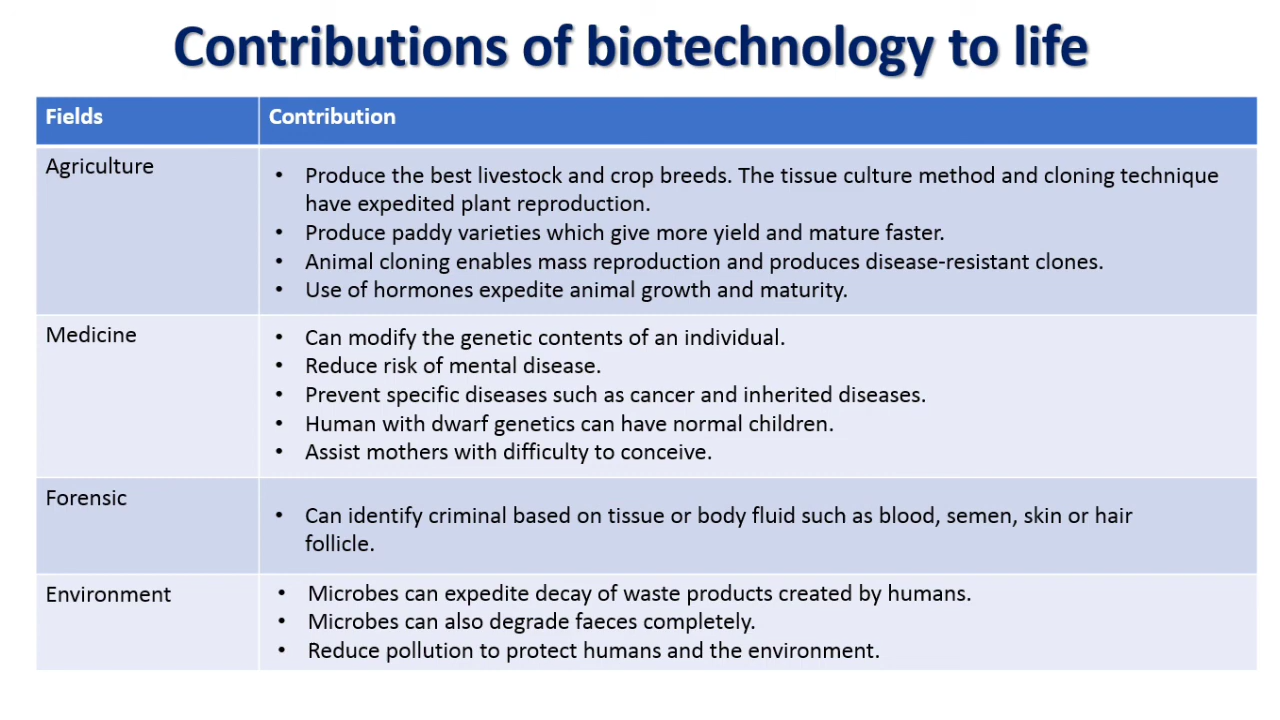 Contributions of biotechnology to life
Fields
Contribution
Agriculture
• Produce the best livestock and crop breeds. The tissue culture method and cloning technique
have expedited plant reproduction.
• Produce paddy varieties which give more yield and mature faster.
• Animal cloning enables mass reproduction and produces disease-resistant clones.
• Use of hormones expedite animal growth and maturity.
Medicine
• Can modify the genetic contents of an individual.
• Reduce risk of mental disease.
• Prevent specific diseases such as cancer and inherited diseases.
• Human with dwarf genetics can have normal children.
• Assist mothers with difficulty to conceive.
Forensic
• Can identify criminal based on tissue or body fluid such as blood, semen, skin or hair
follicle.
Environment
• Microbes can expedite decay of waste products created by humans.
• Microbes can also degrade faeces completely.
• Reduce pollution to protect humans and the environment.